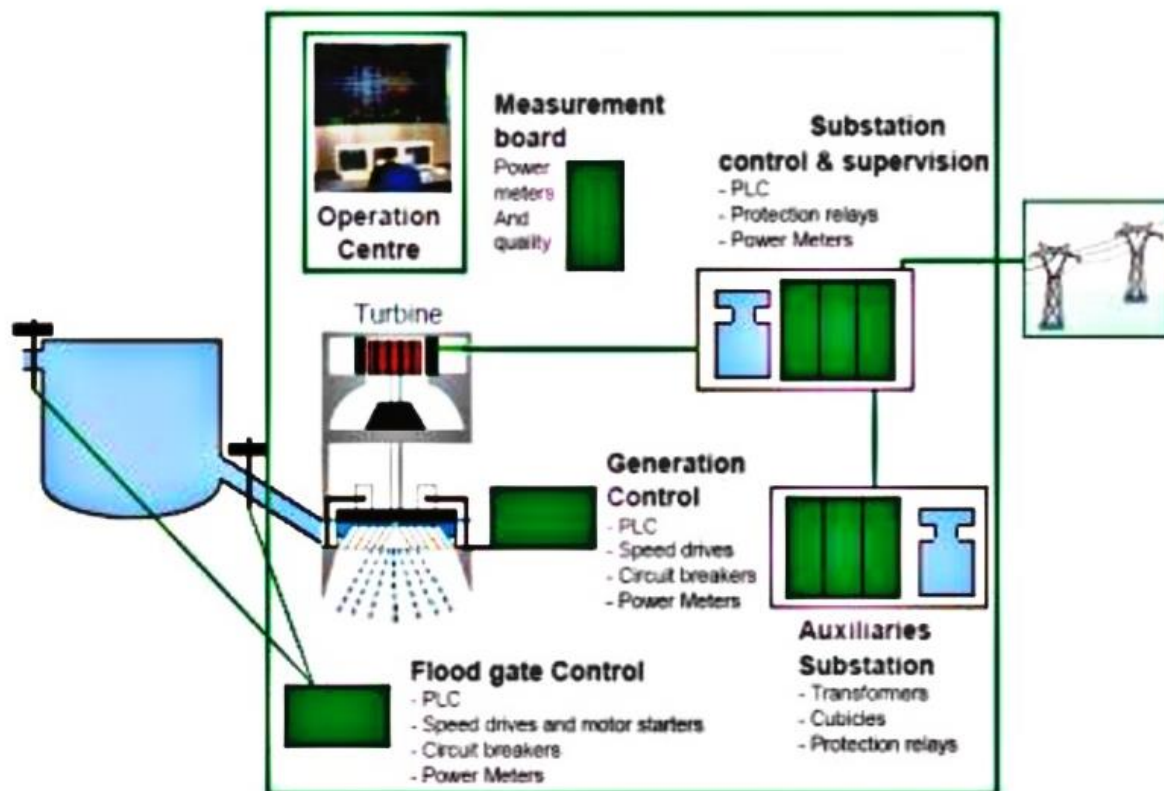 Operation
Centre
Measurement
board
Power
meters
And
quality
Substation
control & supervision
- PLC
- Protection relays
- Power Meters
Turbine
Generation
Control
- PLC
- Speed drives
- Circuit breakers
- Power Meters
Auxiliaries
Substation
- Transformers
- Cubicles
- Protection relays
Flood gate Control
- PLC
- Speed drives and motor starters
- Circuit breakers
- Power Meters